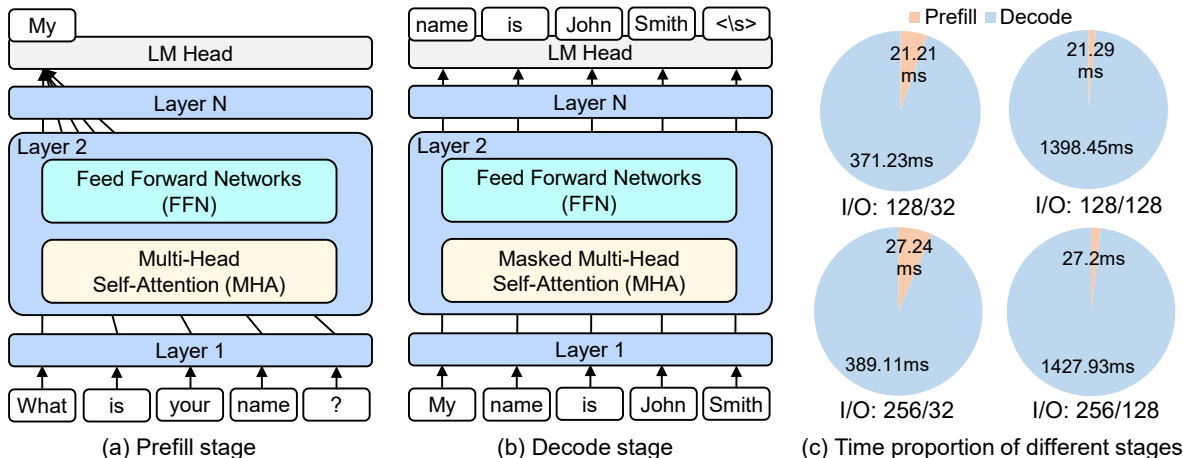 My
LM Head
Layer N
Layer 2
Feed Forward Networks
(FFN)
Multi-Head
Self-Attention (MHA)
Layer 1
What is your name ?
(a) Prefill stage
name is John Smith <\s>
LM Head
Layer N
Layer 2
Feed Forward Networks
(FFN)
Masked Multi-Head
Self-Attention (MHA)
Layer 1
My name is John Smith
(b) Decode stage
Prefill Decode
21.21
ms
371.23ms
I/O: 128/32
21.29
ms
1398.45ms
I/O: 128/128
27.24
ms
389.11ms
I/O: 256/32
27.2ms
1427.93ms
I/O: 256/128
(c) Time proportion of different stages